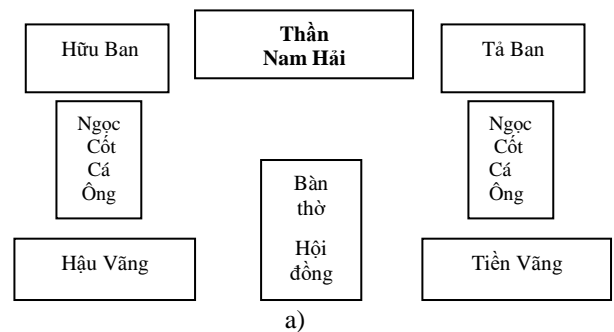 Hữu Ban
Thần
Nam Hải
Tả Ban
Ngọc
Cốt
Cá
Ông
Bàn
thờ
Hội
đồng
Ngọc
Cốt
Cá
Ông
Hậu Vãng
Tiền Vãng
a)